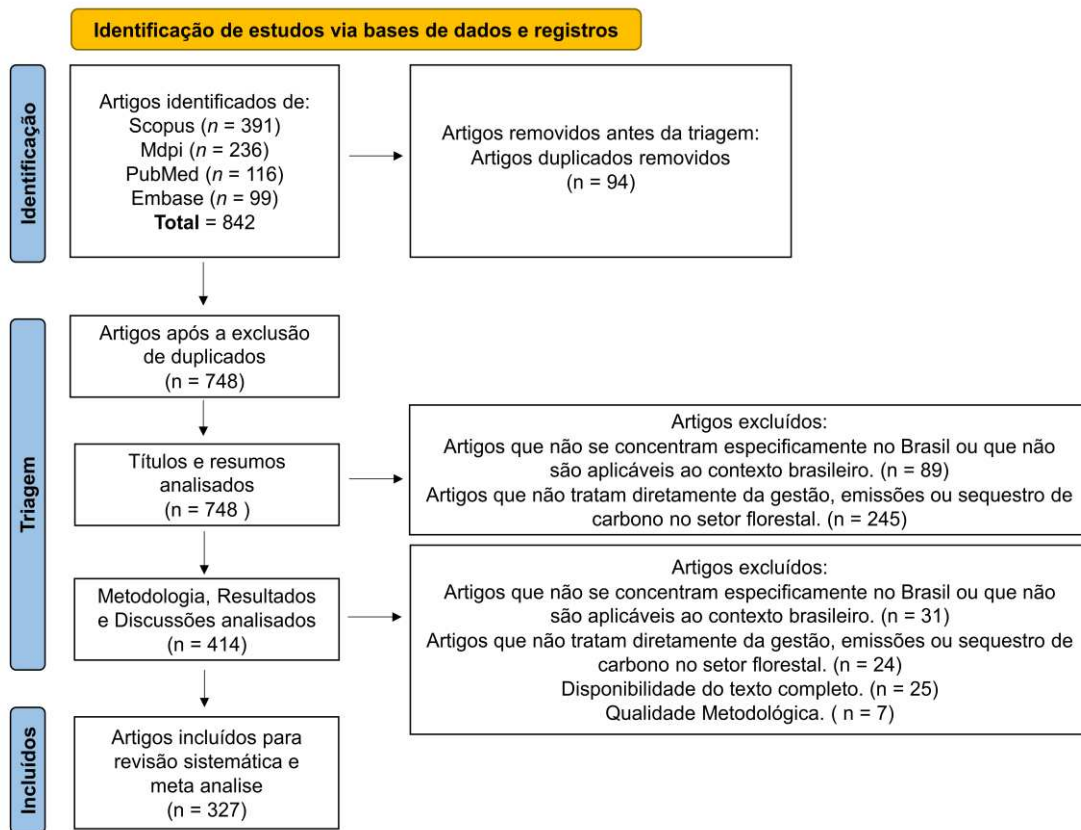 Identificação de estudos via bases de dados e registros
Identificação
Artigos identificados de:
Scopus (n = 391)
Mdpi (n = 236)
PubMed (n = 116)
Embase (n = 99)
Total = 842
Artigos removidos antes da triagem:
Artigos duplicados removidos
(n = 94)
Triagem
Artigos após a exclusão
de duplicados
(n = 748)
Títulos e resumos
analisados
(n = 748 )
Artigos excluídos:
Artigos que não se concentram especificamente no Brasil ou que não
são aplicáveis ao contexto brasileiro. (n = 89)
Artigos que não tratam diretamente da gestão, emissões ou sequestro de
carbono no setor florestal. (n = 245)
Metodologia, Resultados
e Discussões analisados
(n = 414)
Artigos excluídos:
Artigos que não se concentram especificamente no Brasil ou que não
são aplicáveis ao contexto brasileiro. (n = 31)
Artigos que não tratam diretamente da gestão, emissões ou sequestro de
carbono no setor florestal. (n = 24)
Disponibilidade do texto completo. (n = 25)
Qualidade Metodológica. ( n = 7)
Incluídos
Artigos incluídos para
revisão sistemática e
meta analise
(n = 327)